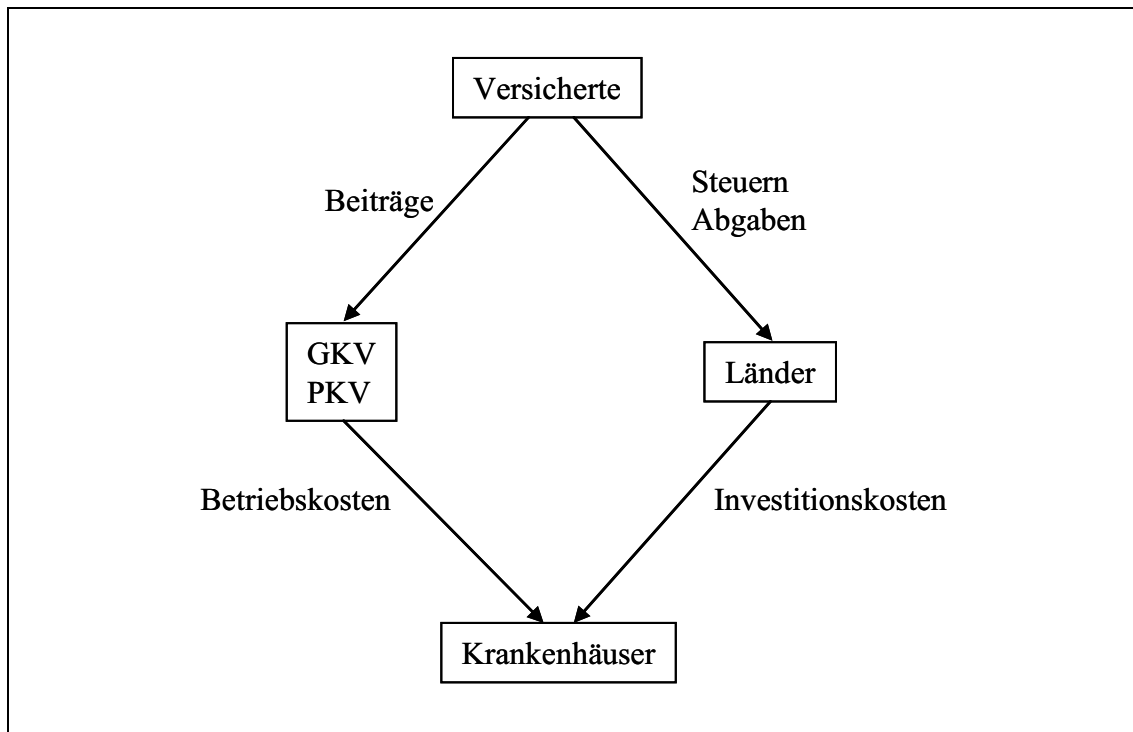 Versicherte
Beiträge
Steuern
Abgaben
GKV
PKV
Länder
Betriebskosten
Investitionskosten
Krankenhäuser